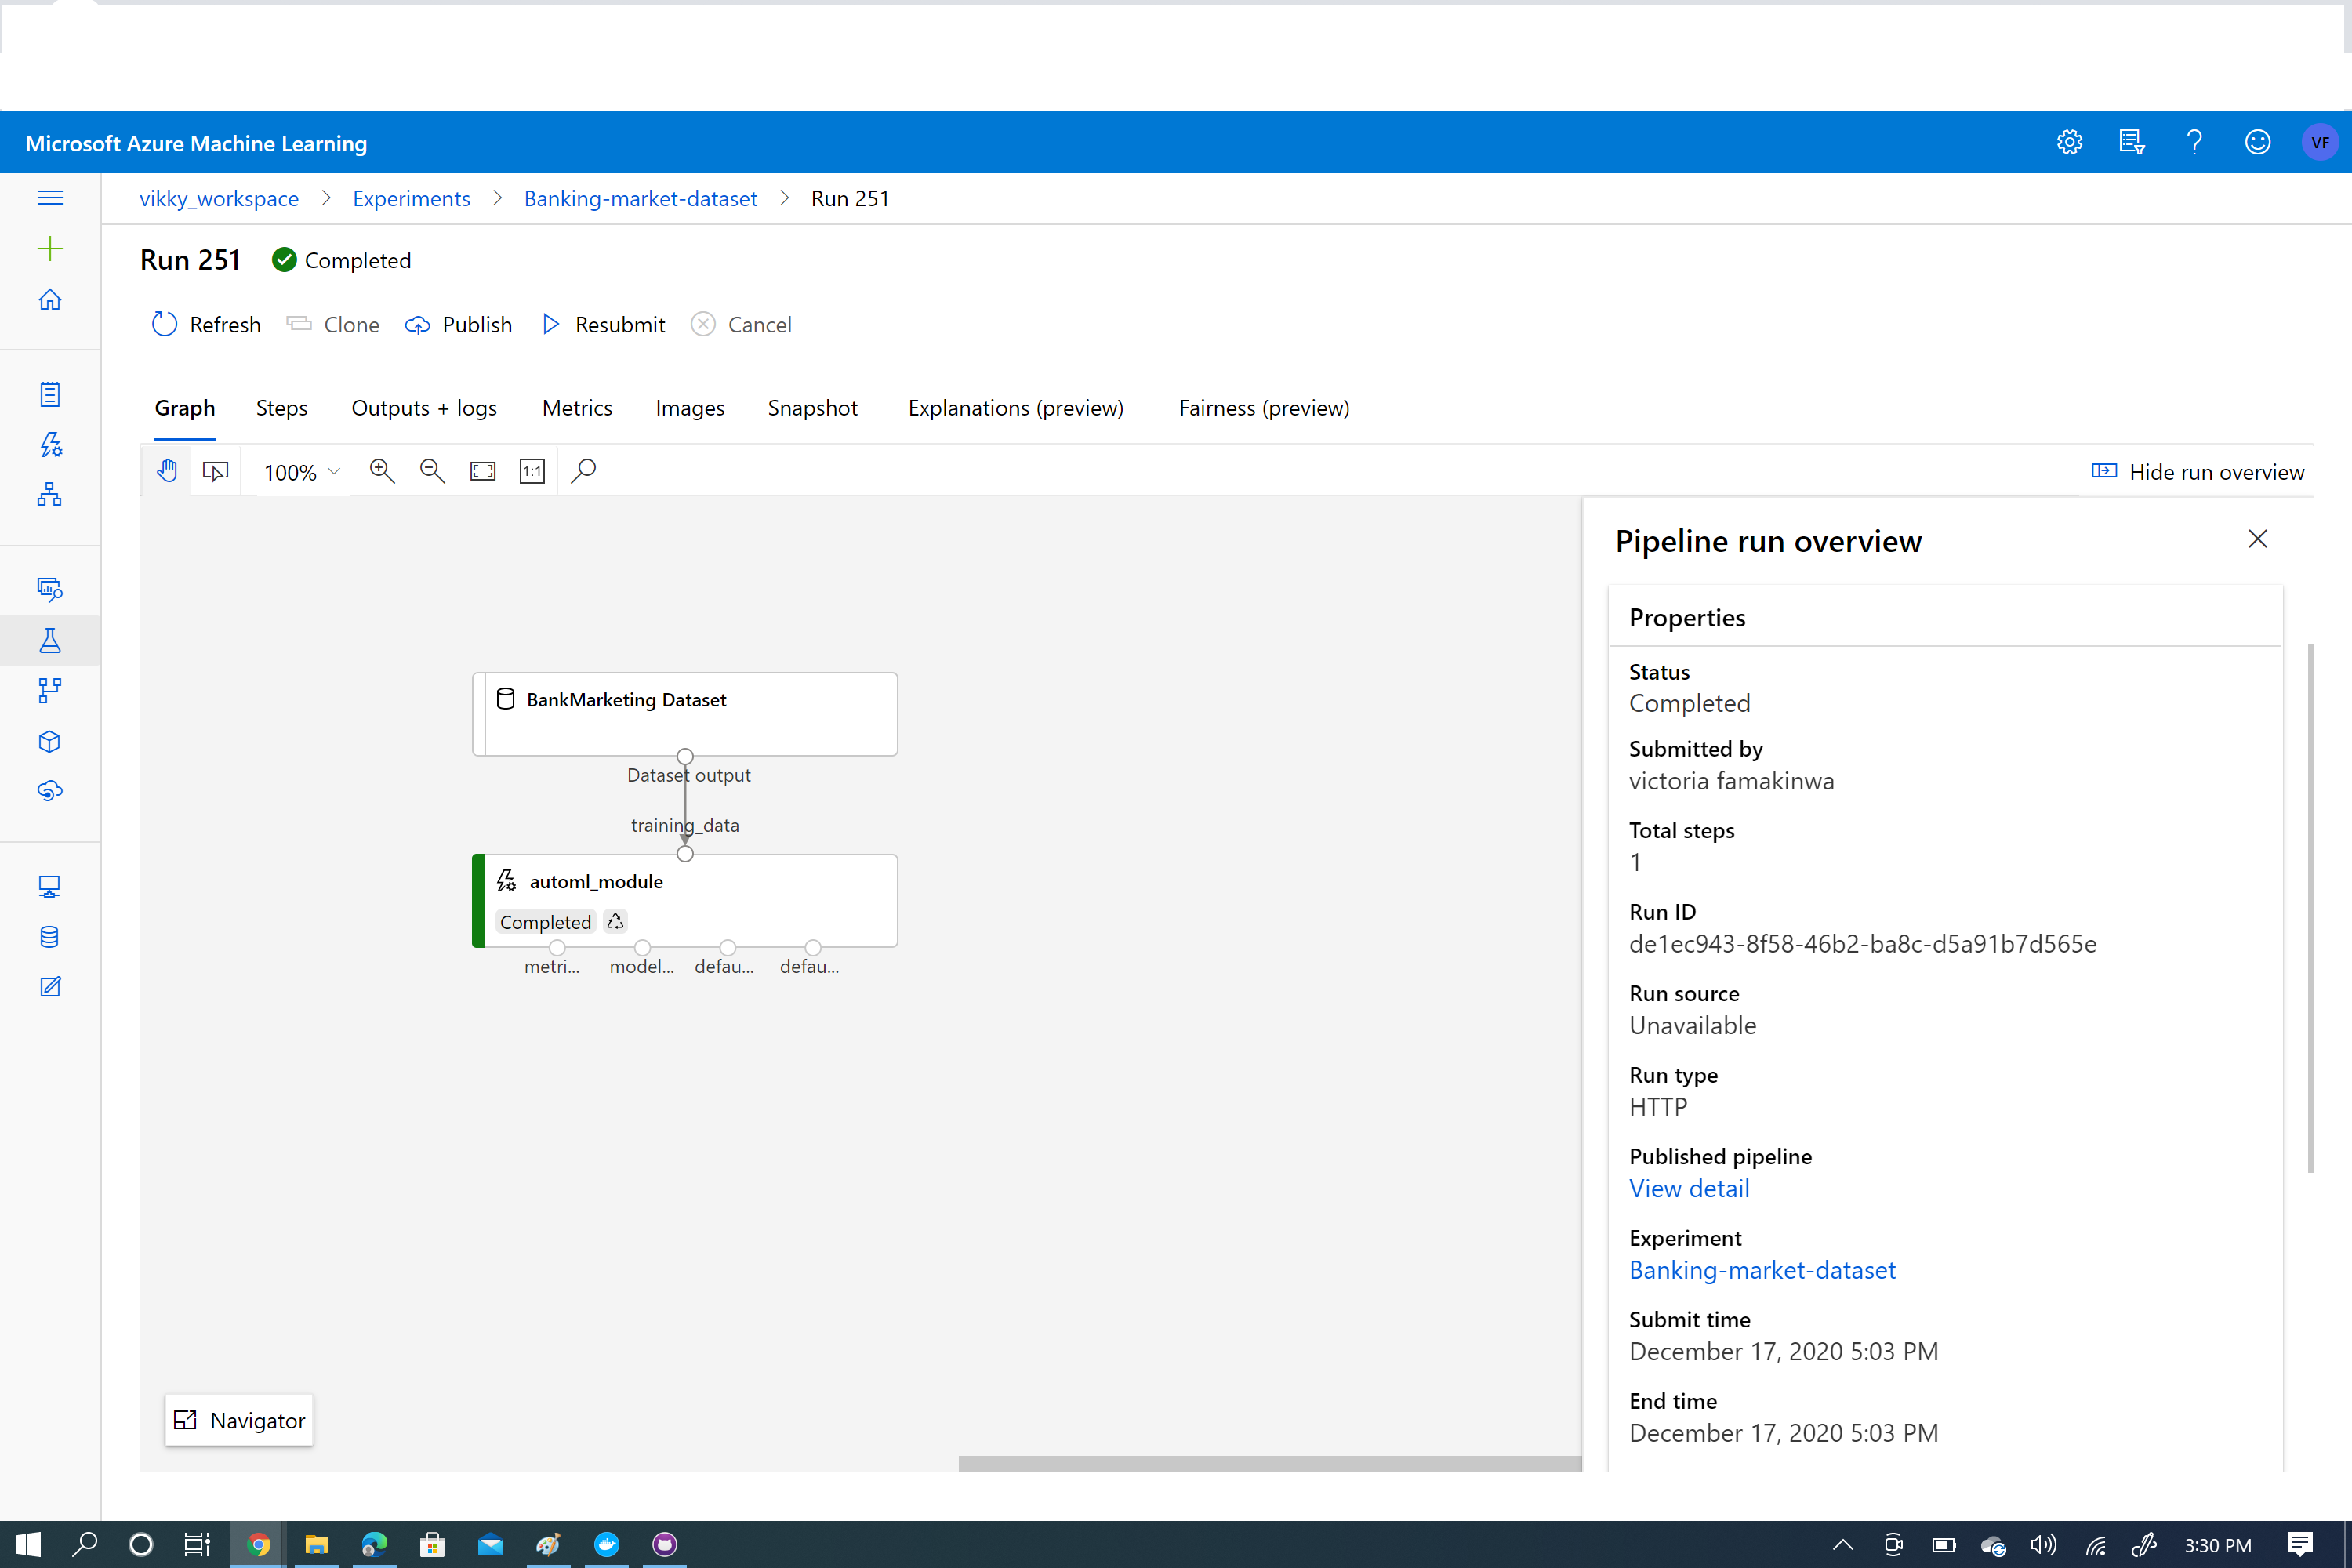 Microsoft Azure Machine Learning
VF
vikky_workspace > Experiments > Banking-market-dataset > Run 251
Run 251 Completed
Refresh Clone Publish Resubmit Cancel
Graph Steps Outputs + logs Metrics Images Snapshot Explanations (preview) Fairness (preview)
100% 1:1 Hide run overview
BankMarketing Dataset
Dataset output
training_data
automl_module
Completed
metri... model... defau... defau...
Navigator
Pipeline run overview
Properties
Status
Completed
Submitted by
victoria famakinwa
Total steps
1
Run ID
de1ec943-8f58-46b2-ba8c-d5a91b7d565e
Run source
Unavailable
Run type
HTTP
Published pipeline
View detail
Experiment
Banking-market-dataset
Submit time
December 17, 2020 5:03 PM
End time
December 17, 2020 5:03 PM
3:30 PM